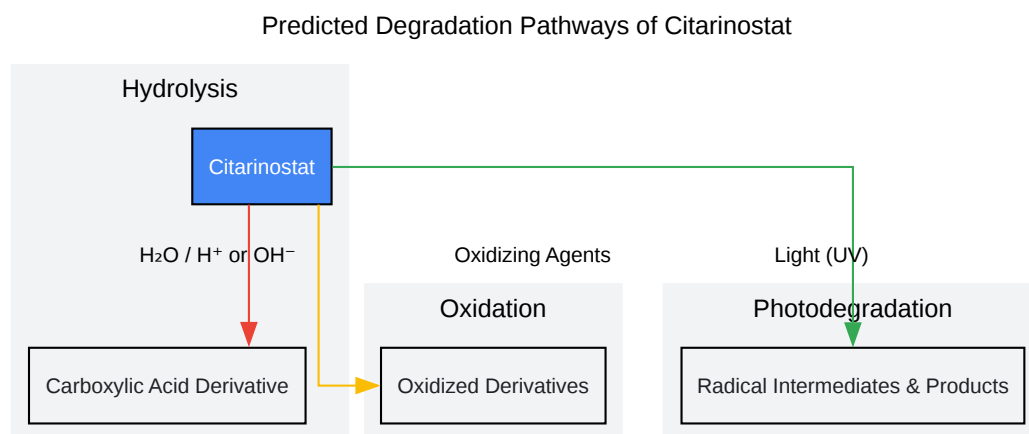 Predicted Degradation Pathways of Citarinostat
Hydrolysis
Citarinostat
H₂O / H⁺ or OH⁻
Oxidizing Agents
Light (UV)
Oxidation
Photodegradation
Carboxylic Acid Derivative
Oxidized Derivatives
Radical Intermediates & Products